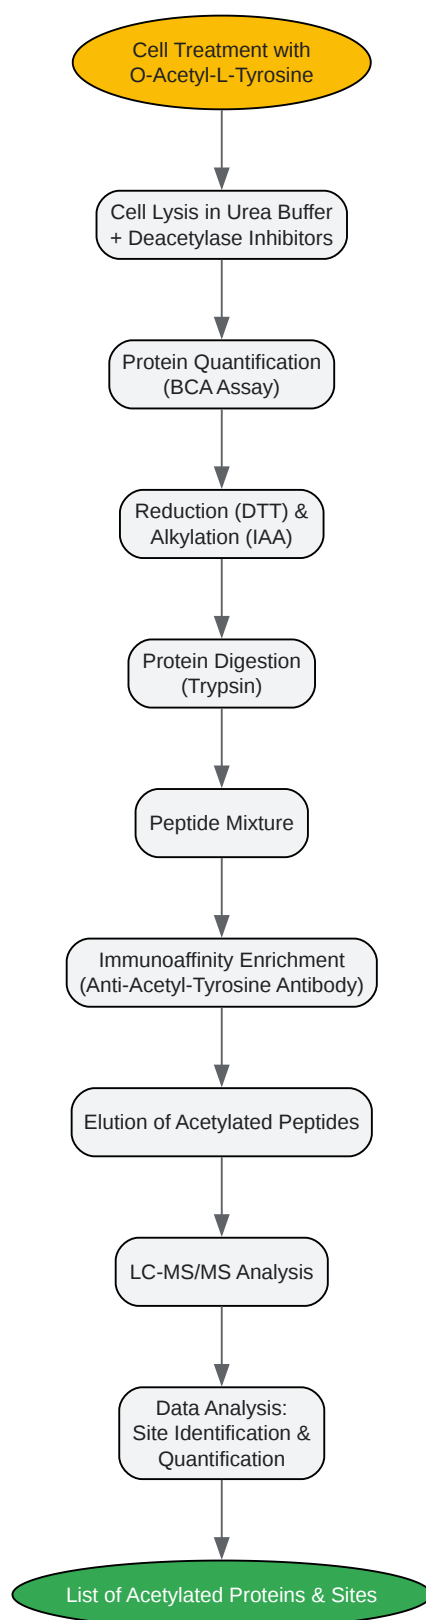 Cell Treatment with
O-Acetyl-L-Tyrosine
Cell Lysis in Urea Buffer
+ Deacetylase Inhibitors
Protein Quantification
(BCA Assay)
Reduction (DTT) &
Alkylation (IAA)
Protein Digestion
(Trypsin)
Peptide Mixture
Immunoaffinity Enrichment
(Anti-Acetyl-Tyrosine Antibody)
Elution of Acetylated Peptides
LC-MS/MS Analysis
Data Analysis:
Site Identification &
Quantification
List of Acetylated Proteins & Sites